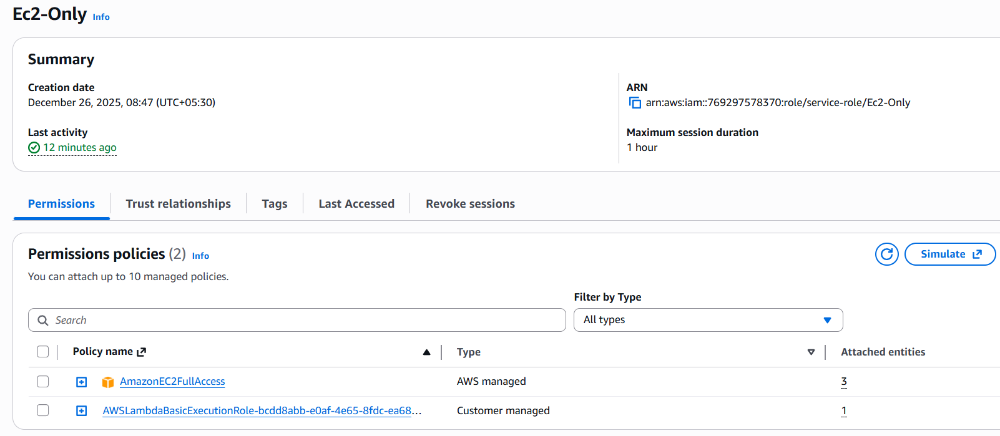 Ec2-Only Info
Summary
Creation date
December 26, 2025, 08:47 (UTC+05:30)
ARN
arn:aws:iam::769297578370:role/service-role/Ec2-Only
Last activity
12 minutes ago
Maximum session duration
1 hour
Permissions Trust relationships Tags Last Accessed Revoke sessions
Permissions policies (2) Info
You can attach up to 10 managed policies.
Simulate
Filter by Type
Search
All types
Policy name Type Attached entities
AmazonEC2FullAccess AWS managed 3
AWSLambdaBasicExecutionRole-bcdd8abb-e0af-4e65-8fdc-ea68... Customer managed 1